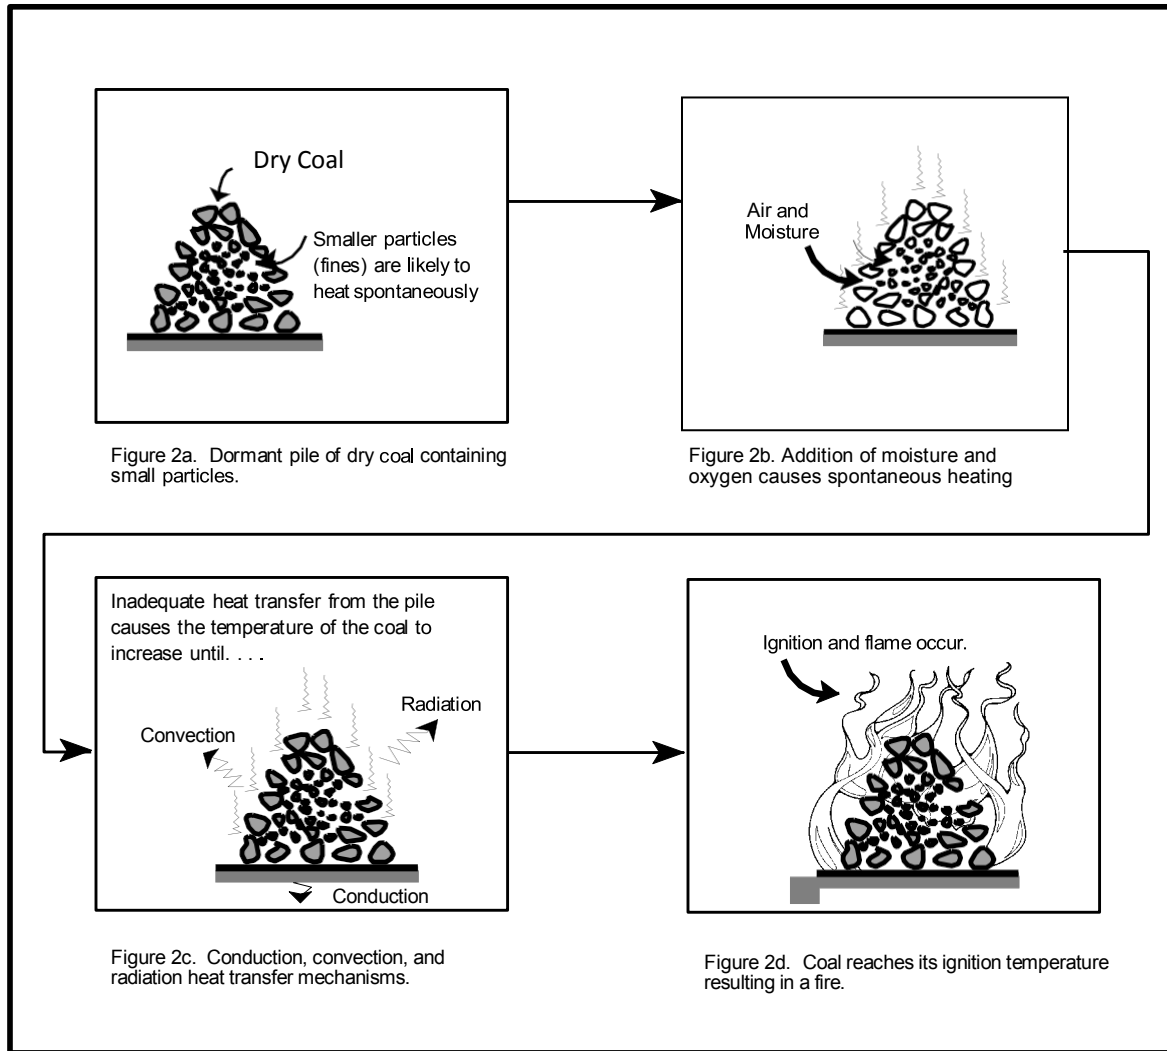 Dry Coal
Smaller particles
(fines) are likely to
heat spontaneously
Figure 2a. Dormant pile of dry coal containing
small particles.
Air and
Moisture
Figure 2b. Addition of moisture and
oxygen causes spontaneous heating
Inadequate heat transfer from the pile
causes the temperature of the coal to
increase until. . . .
Radiation
Convection
Conduction
Figure 2c. Conduction, convection, and
radiation heat transfer mechanisms.
Ignition and flame occur.
Figure 2d. Coal reaches its ignition temperature
resulting in a fire.